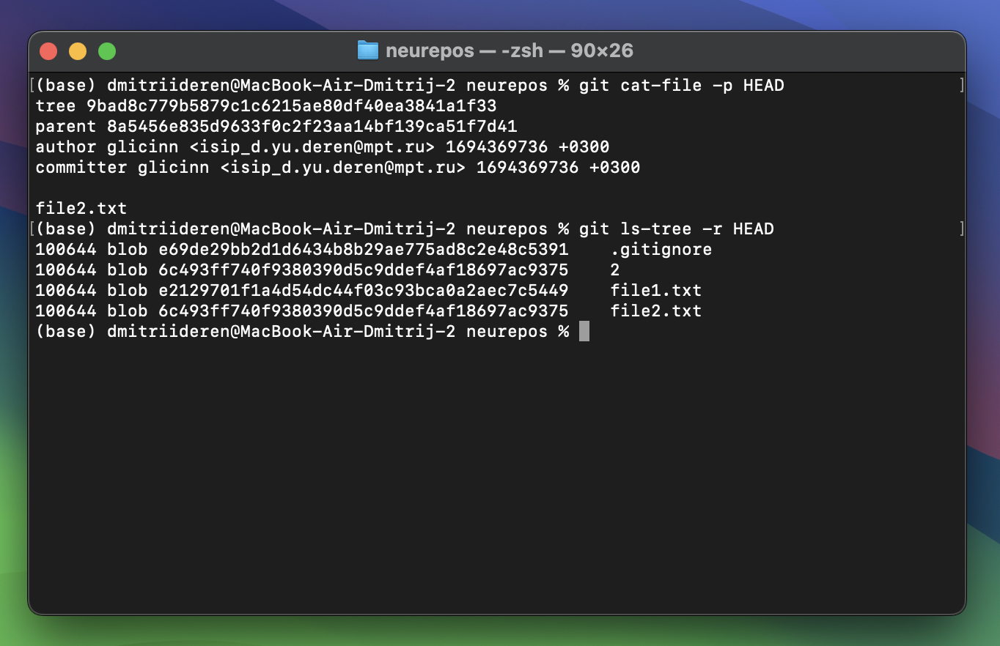 neurepos — -zsh — 90×26
[(base) dmitriideren@MacBook-Air-Dmitrij-2 neurepos % git cat-file -p HEAD ]
tree 9bad8c779b5879c1c6215ae80df40ea3841a1f33
parent 8a5456e835d9633f0c2f23aa14bf139ca51f7d41
author glicinn <isip_d.yu.deren@mpt.ru> 1694369736 +0300
committer glicinn <isip_d.yu.deren@mpt.ru> 1694369736 +0300
file2.txt
[(base) dmitriideren@MacBook-Air-Dmitrij-2 neurepos % git ls-tree -r HEAD ]
100644 blob e69de29bb2d1d6434b8b29ae775ad8c2e48c5391 .gitignore
100644 blob 6c493ff740f9380390d5c9ddef4af18697ac9375 2
100644 blob e2129701f1a4d54dc44f03c93bca0a2aec7c5449 file1.txt
100644 blob 6c493ff740f9380390d5c9ddef4af18697ac9375 file2.txt
(base) dmitriideren@MacBook-Air-Dmitrij-2 neurepos %